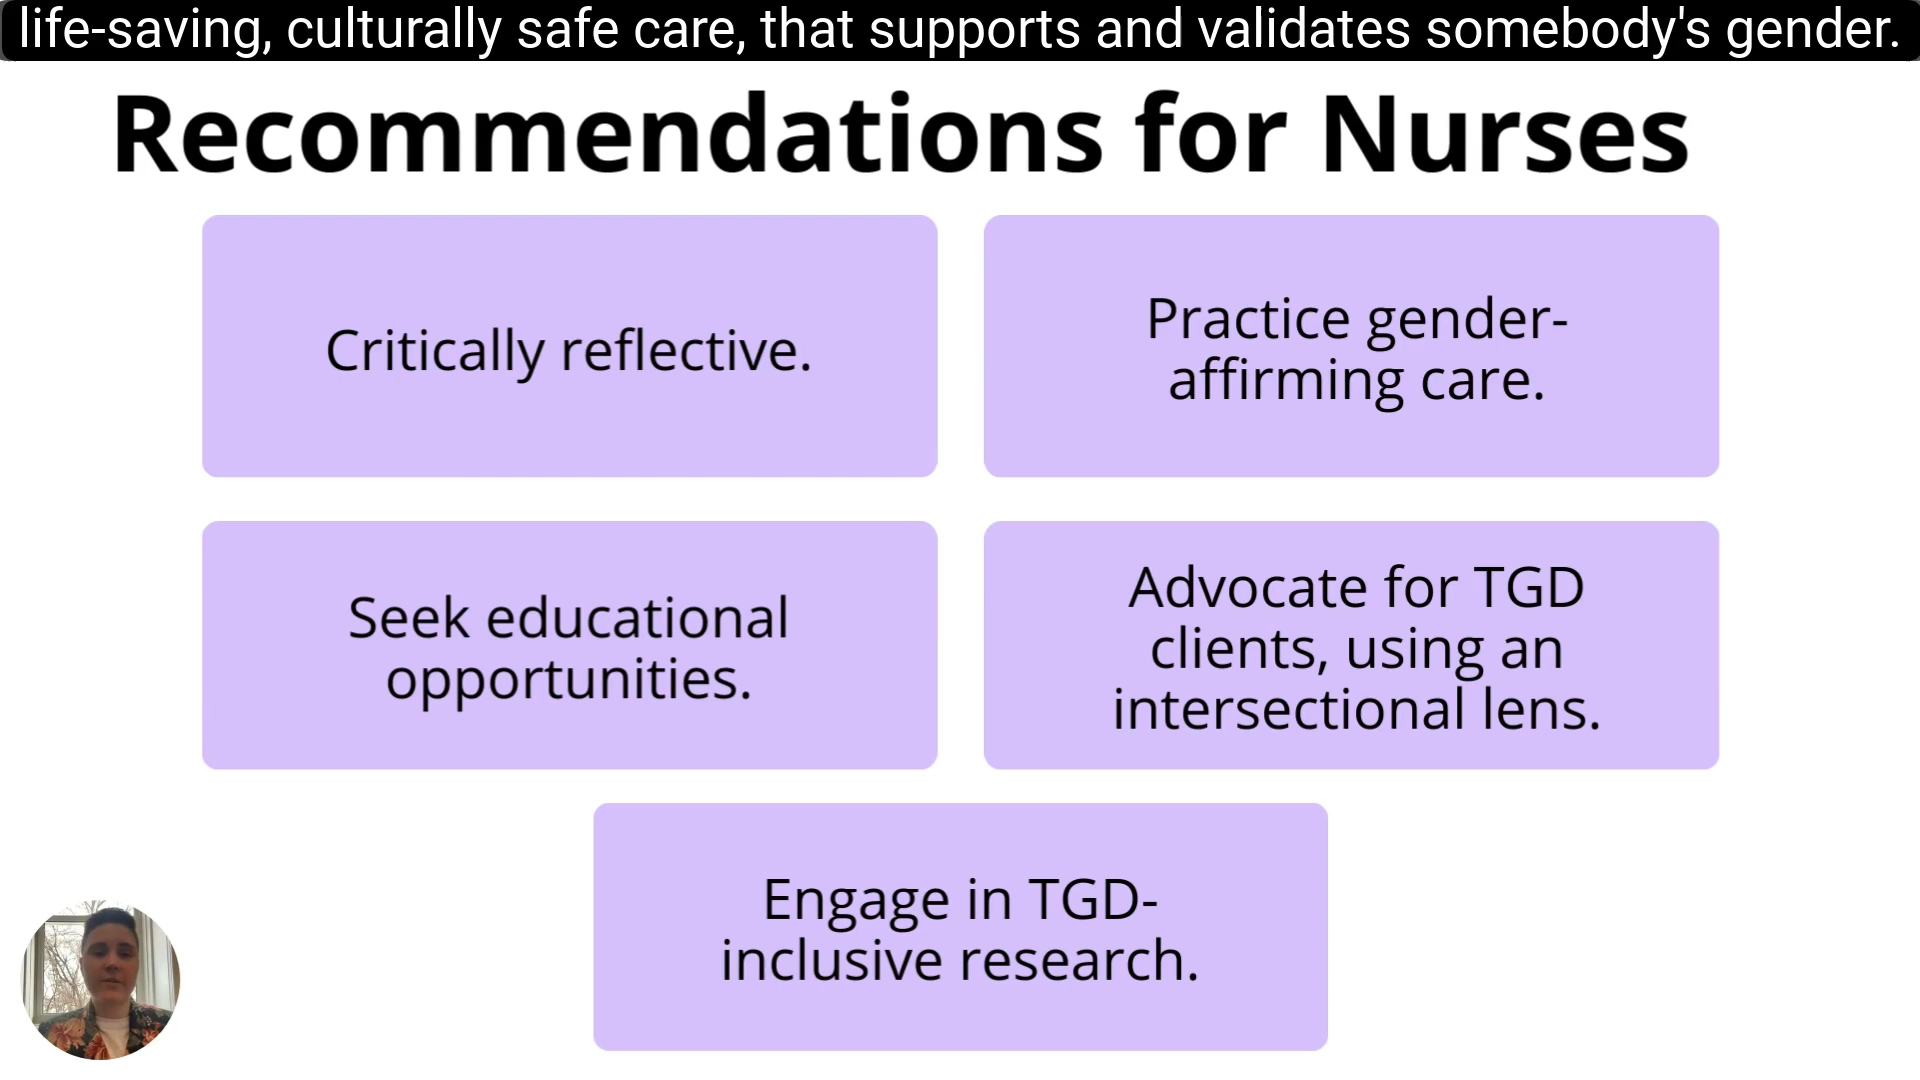 life-saving, culturally safe care, that supports and validates somebody's gender.
Recommendations for Nurses
Critically reflective.
Practice gender-
affirming care.
Seek educational
opportunities.
Advocate for TGD
clients, using an
intersectional lens.
Engage in TGD-
inclusive research.